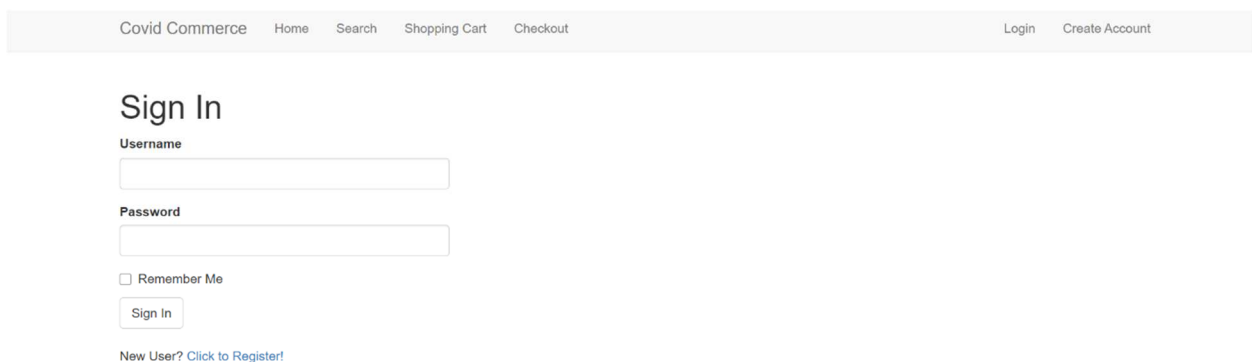 Covid Commerce Home Search Shopping Cart Checkout Login Create Account
Sign In
Username
Password
Remember Me
Sign In
New User? Click to Register!